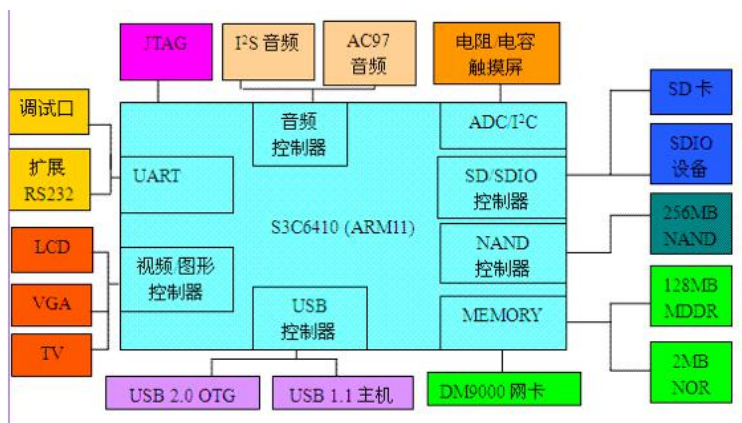 JTAG
I²S 音频
AC97
音频
电阻/电容
触摸屏
调试口
扩展
RS232
LCD
VGA
TV
音频
控制器
ADC/I²C
UART
SD/SDIO
控制器
S3C6410 (ARM11)
NAND
控制器
视频/图形
控制器
USB
控制器
MEMORY
SD 卡
SDIO
设备
256MB
NAND
128MB
MDDR
2MB
NOR
USB 2.0 OTG
USB 1.1 主机
DM9000 网卡